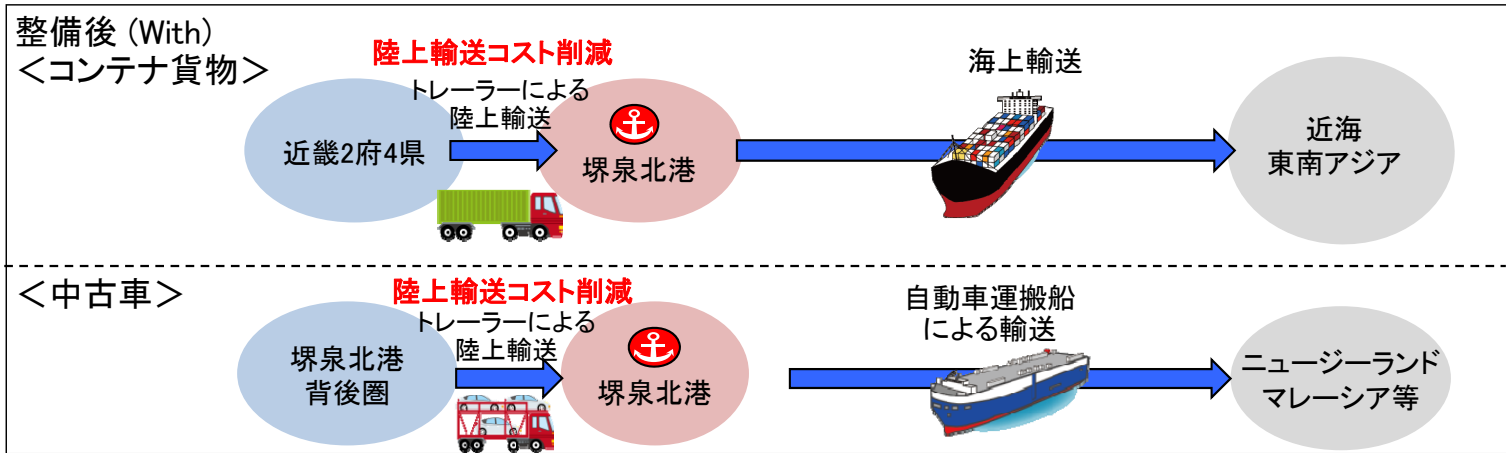 整備後 (With)
＜コンテナ貨物＞
陸上輸送コスト削減
トレーラーによる
陸上輸送
近畿2府4県
堺泉北港
海上輸送
近海
東南アジア
＜中古車＞
陸上輸送コスト削減
トレーラーによる
陸上輸送
堺泉北港
背後圏
堺泉北港
自動車運搬船
による輸送
ニュージーランド
マレーシア等